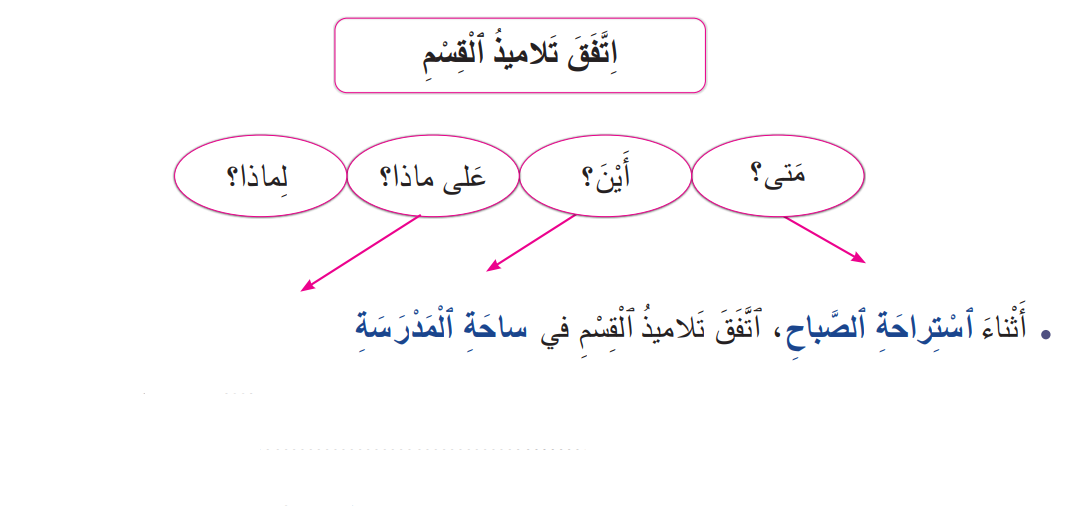 اِتَّفَقَ تَلاميذُ ٱلْقِسْمِ
مَتى؟ أَيْنَ؟ عَلى ماذا؟ لِماذا؟
• أَثْناءَ ٱسْتِراحَةِ ٱلصَّباحِ، ٱتَّفَقَ تَلاميذُ ٱلْقِسْمِ في ساحَةِ ٱلْمَدْرَسَةِ